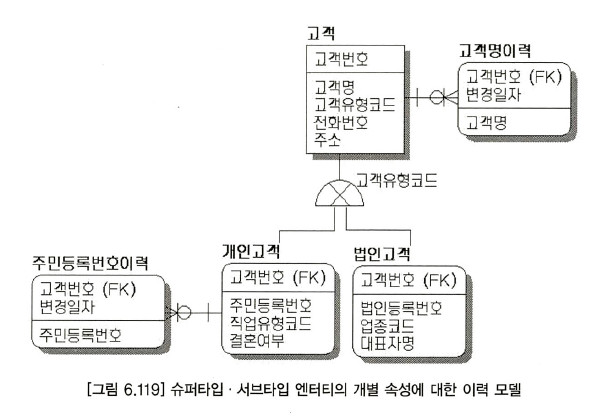 고객
고객번호
고객명
고객유형코드
전화번호
주소
고객명이력
고객번호 (FK)
변경일자
고객명
고객유형코드
주민등록번호이력
고객번호 (FK)
변경일자
주민등록번호
개인고객
고객번호 (FK)
주민등록번호
직업유형코드
결혼여부
법인고객
고객번호 (FK)
법인등록번호
업종코드
대표자명
[그림 6.119] 슈퍼타입 · 서브타입 엔터티의 개별 속성에 대한 이력 모델